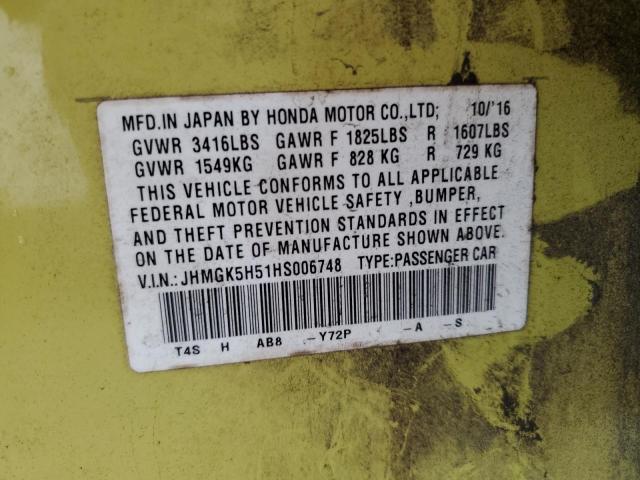 MFD.IN JAPAN BY HONDA MOTOR CO.,LTD; 10/'16
GVWR 3416LBS GAWR F 1825LBS R 1607LBS
GVWR 1549KG GAWR F 828 KG R 729 KG
THIS VEHICLE CONFORMS TO ALL APPLICABLE
FEDERAL MOTOR VEHICLE SAFETY ,BUMPER,
AND THEFT PREVENTION STANDARDS IN EFFECT
ON THE DATE OF MANUFACTURE SHOWN ABOVE.
V.I.N.: JHMGK5H51HS006748 TYPE:PASSENGER CAR
T4S H AB8 -Y72P -A -S